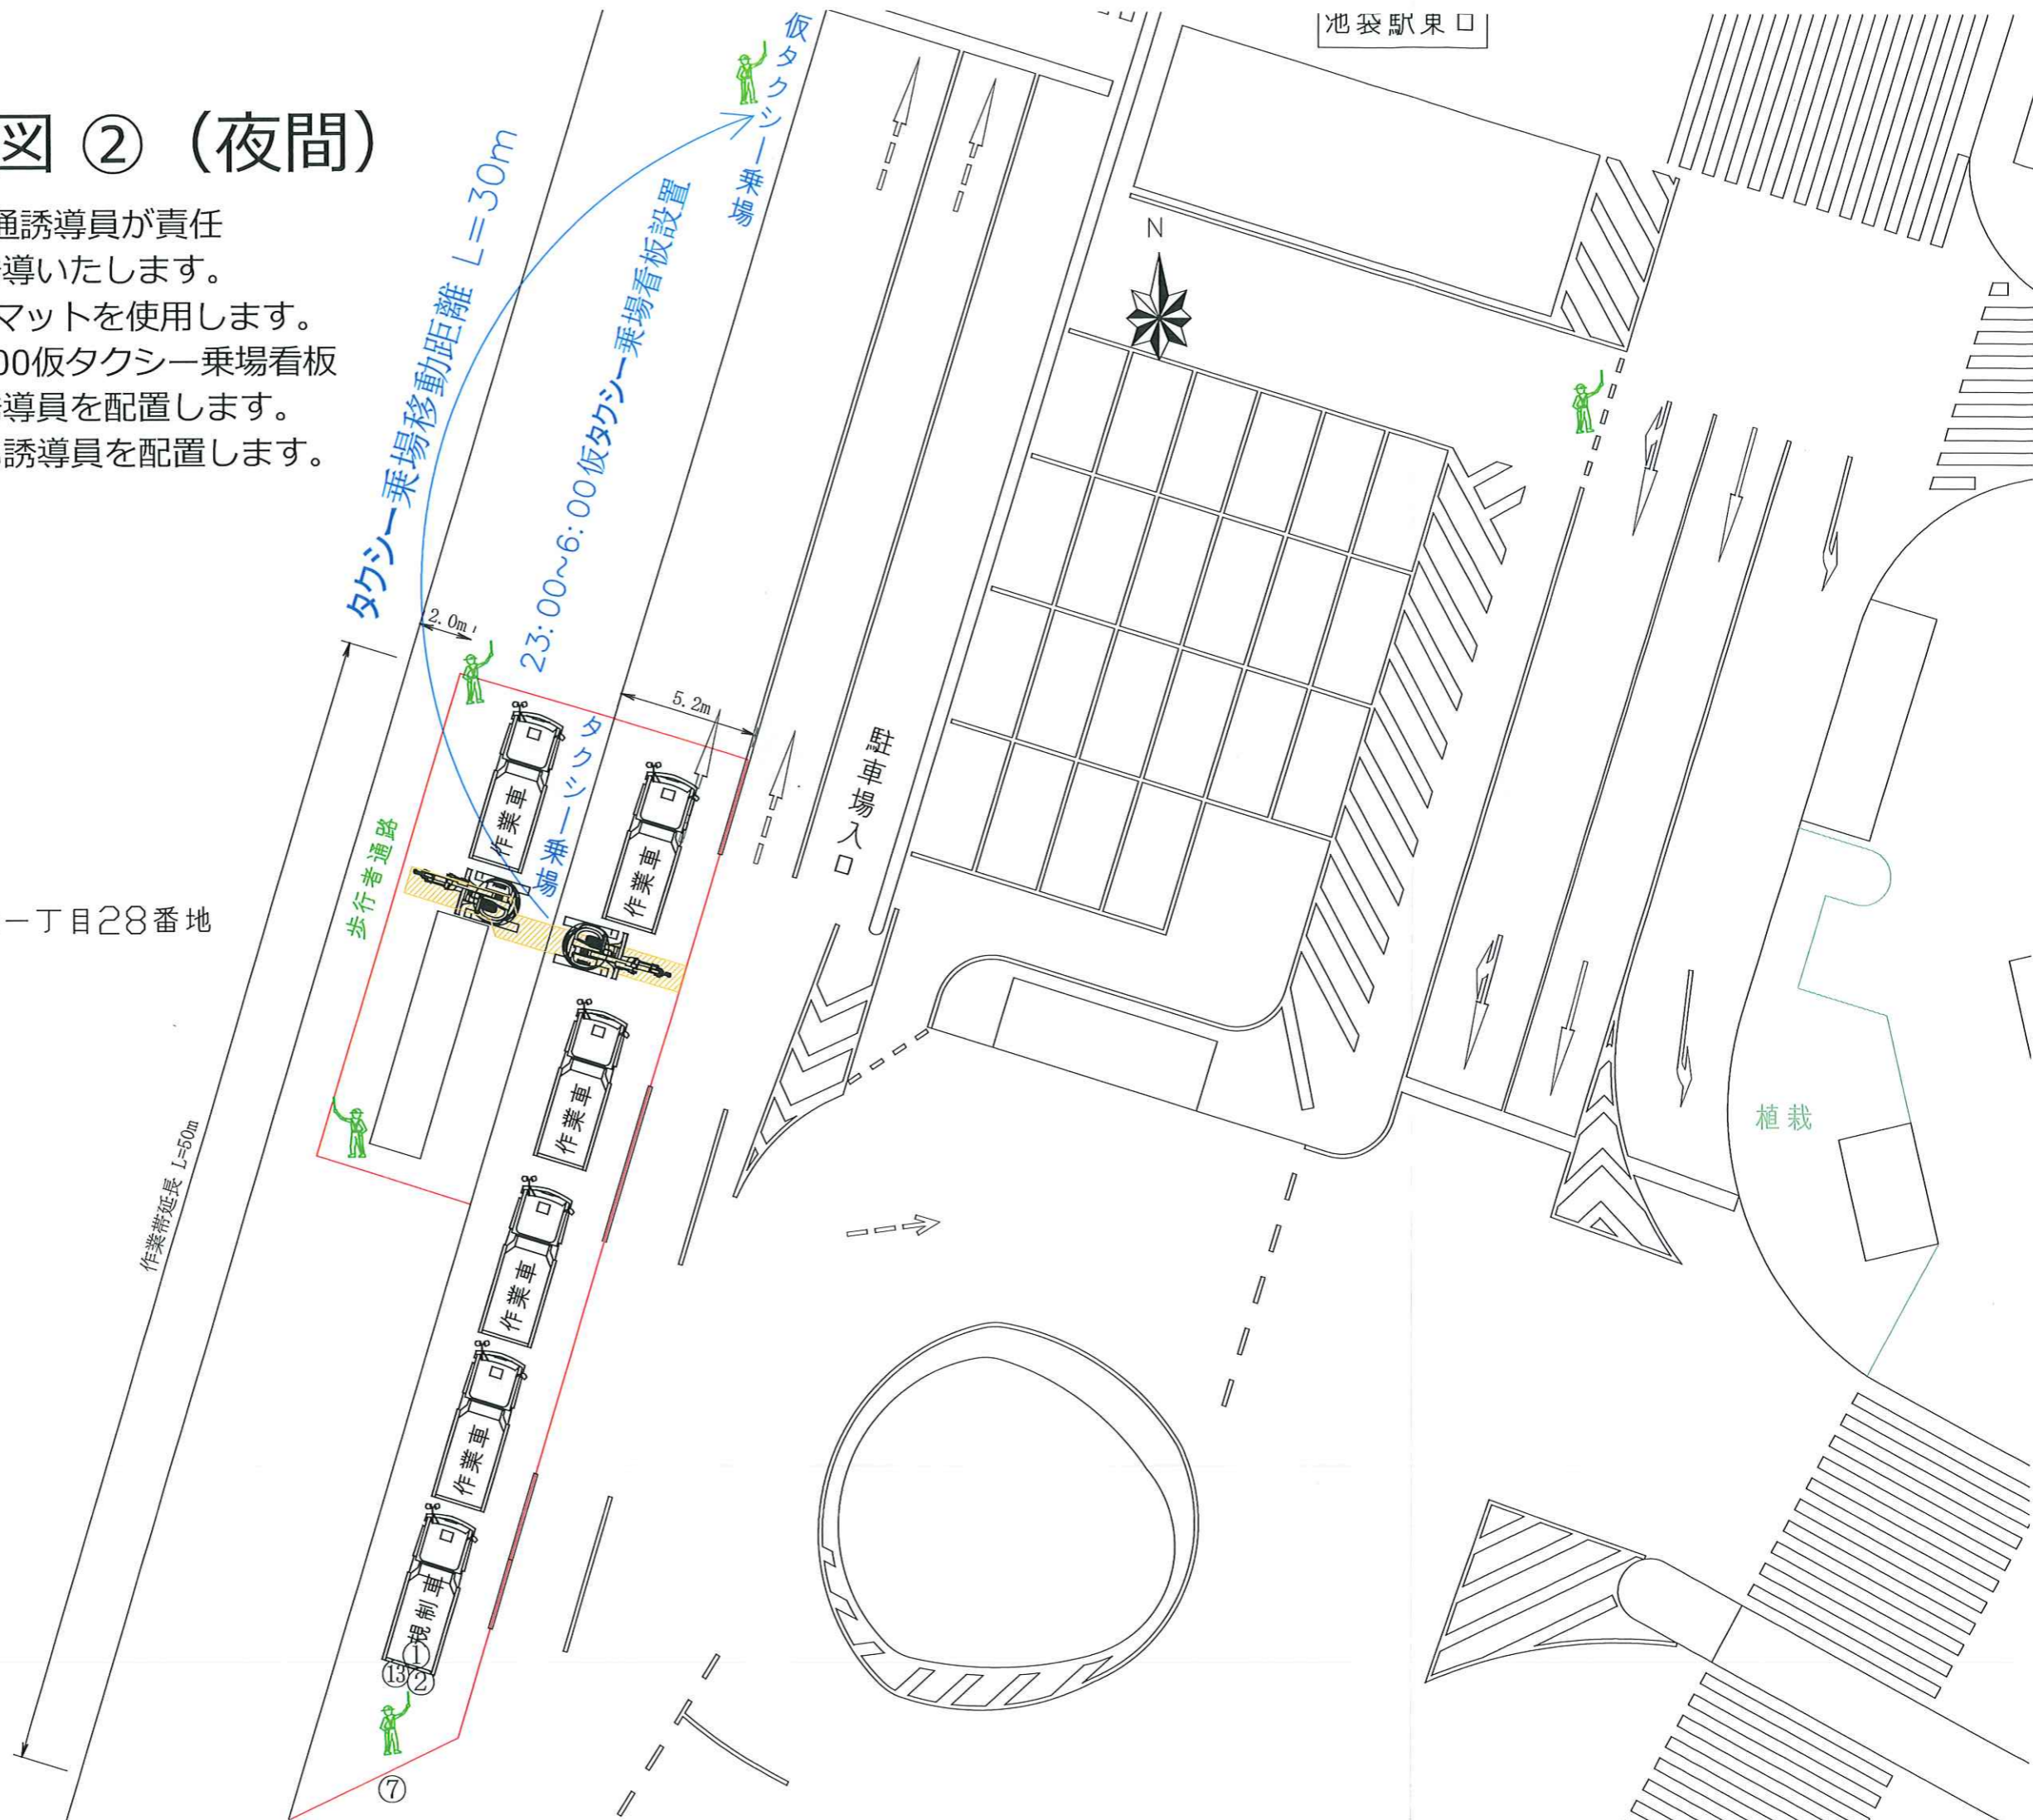 池袋駅東口
図 ②（夜間）
通誘導員が責任
導いたします。
マットを使用します。
00仮タクシー乗場看板
導員を配置します。
誘導員を配置します。
仮タクシー乗場
タクシー乗場移動距離 L=30m
23:00~6:00仮タクシー乗場看板設置
N
2.0m
5.2m
タクシー乗場
駐車場入口
作業車
作業車
歩行者通路
一丁目28番地
作業車
作業車
作業車
規制車
作業帯延長 L=50m
植栽
①
⑬
②
⑦